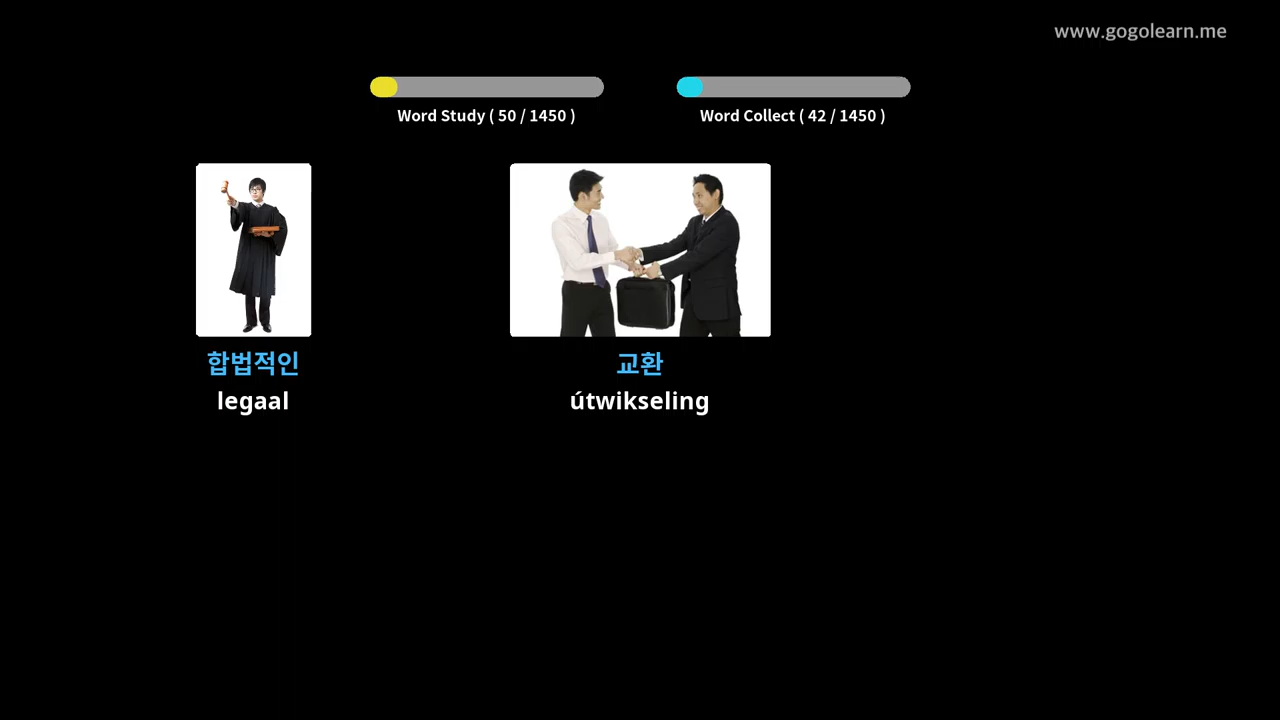 www.gogolearn.me
Word Study ( 50 / 1450 )
Word Collect ( 42 / 1450 )
합법적인
legaal
교환
útwikseling